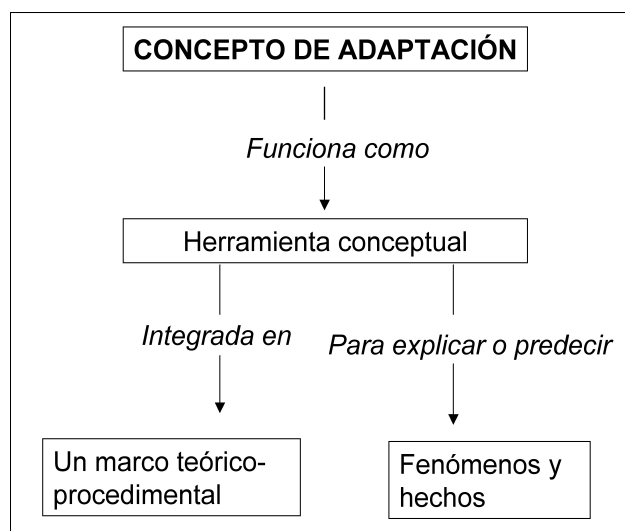 CONCEPTO DE ADAPTACIÓN
Funciona como
Herramienta conceptual
Integrada en
Para explicar o predecir
Un marco teórico-
procedimental
Fenómenos y
hechos